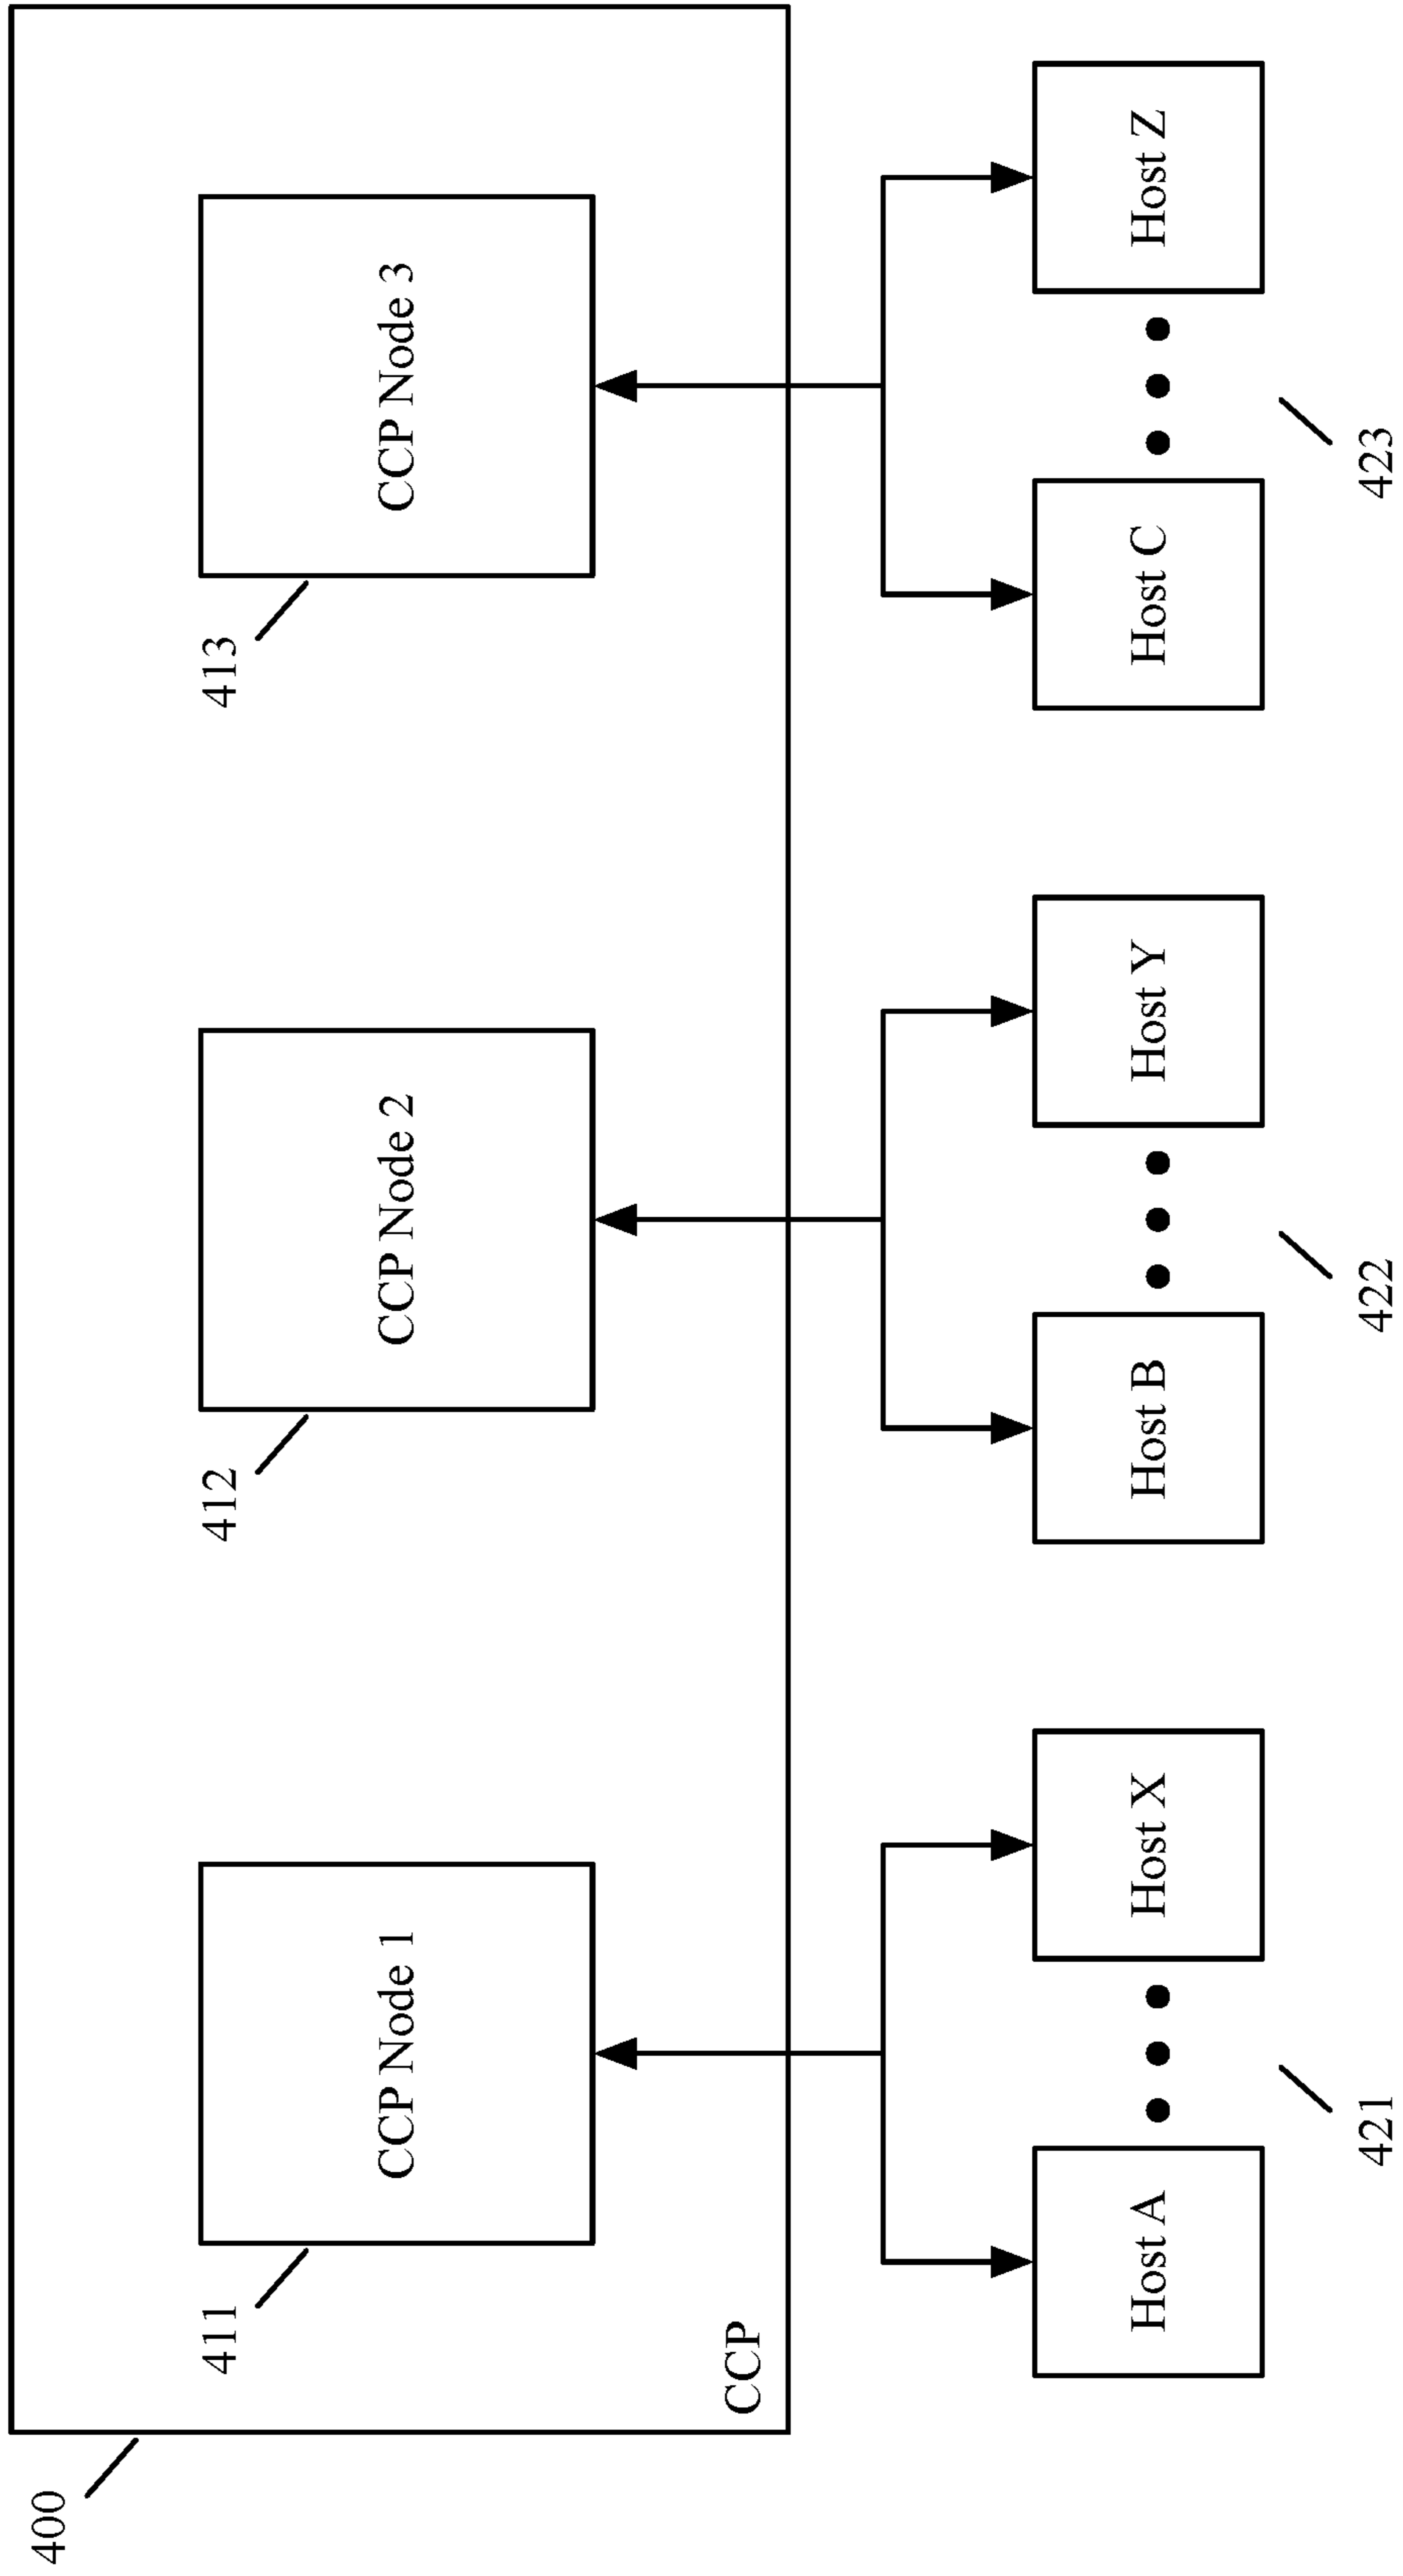 400
411
412
413
CCP Node 1
CCP Node 2
CCP Node 3
CCP
Host A
Host X
Host B
Host Y
Host C
Host Z
421
422
423